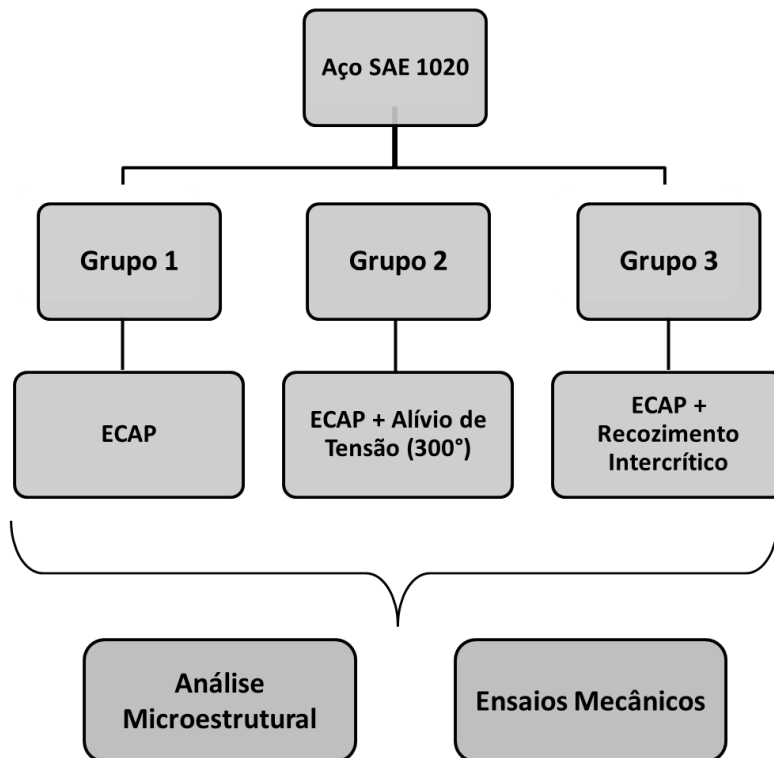 Aço SAE 1020
Grupo 1
Grupo 2
Grupo 3
ECAP
ECAP + Alívio de
Tensão (300°)
ECAP +
Recozimento
Intercrítico
Análise
Microestrutural
Ensaios Mecânicos